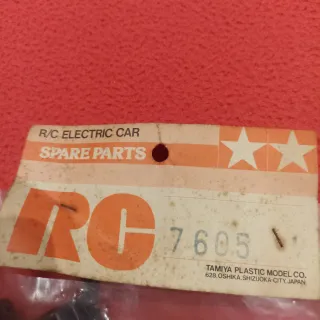 R/C ELECTRIC CAR
SPARE PARTS
RC
7605
TAMIYA PLASTIC MODEL CO.
628, OSHIKA, SHIZUOKA-CITY, JAPAN